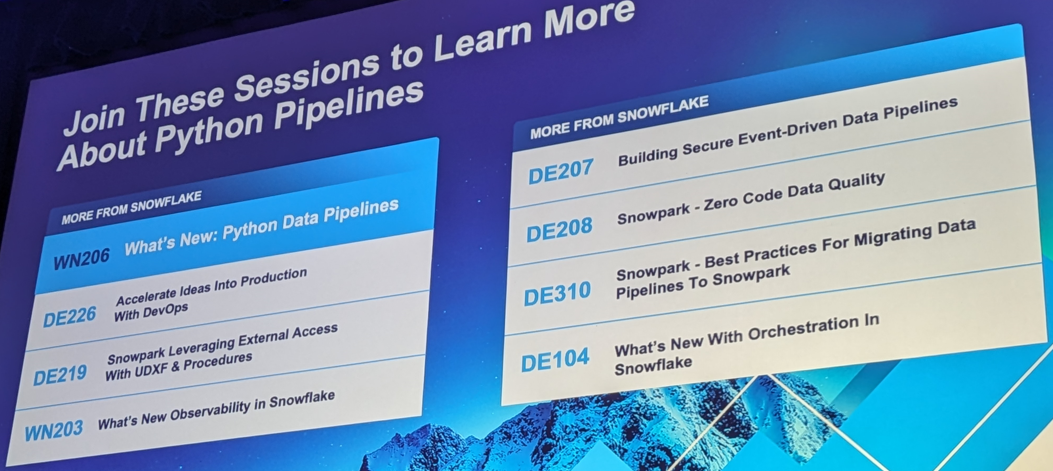 Join These Sessions to Learn More
About Python Pipelines
MORE FROM SNOWFLAKE
WN206 What's New: Python Data Pipelines
DE226 Accelerate Ideas Into Production
With DevOps
DE219 Snowpark Leveraging External Access
With UDXF & Procedures
WN203 What's New Observability in Snowflake
MORE FROM SNOWFLAKE
DE207 Building Secure Event-Driven Data Pipelines
DE208 Snowpark - Zero Code Data Quality
DE310 Snowpark - Best Practices For Migrating Data
Pipelines To Snowpark
DE104 What's New With Orchestration In
Snowflake